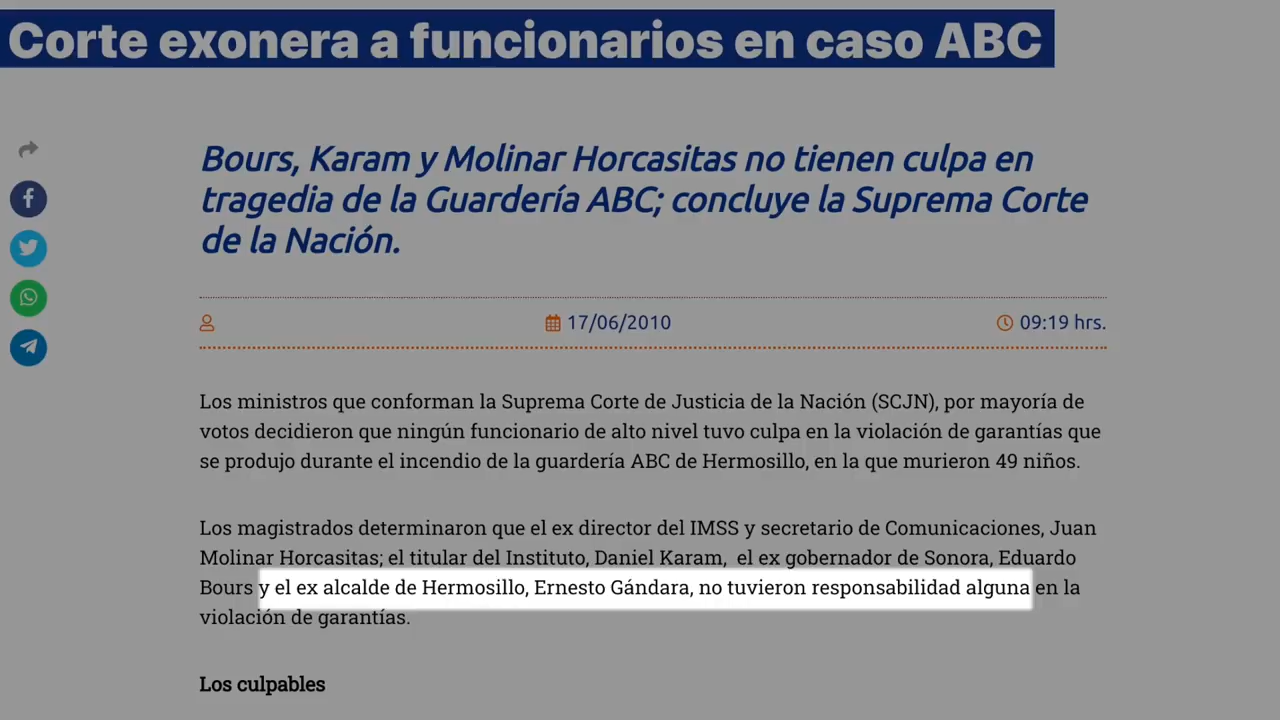 Corte exonera a funcionarios en caso ABC
Bours, Karam y Molinar Horcasitas no tienen culpa en
tragedia de la Guardería ABC; concluye la Suprema Corte
de la Nación.
17/06/2010
09:19 hrs.
Los ministros que conforman la Suprema Corte de Justicia de la Nación (SCJN), por mayoría de
votos decidieron que ningún funcionario de alto nivel tuvo culpa en la violación de garantías que
se produjo durante el incendio de la guardería ABC de Hermosillo, en la que murieron 49 niños.
Los magistrados determinaron que el ex director del IMSS y secretario de Comunicaciones, Juan
Molinar Horcasitas; el titular del Instituto, Daniel Karam, el ex gobernador de Sonora, Eduardo
Bours y el ex alcalde de Hermosillo, Ernesto Gándara, no tuvieron responsabilidad alguna en la
violación de garantías.
Los culpables